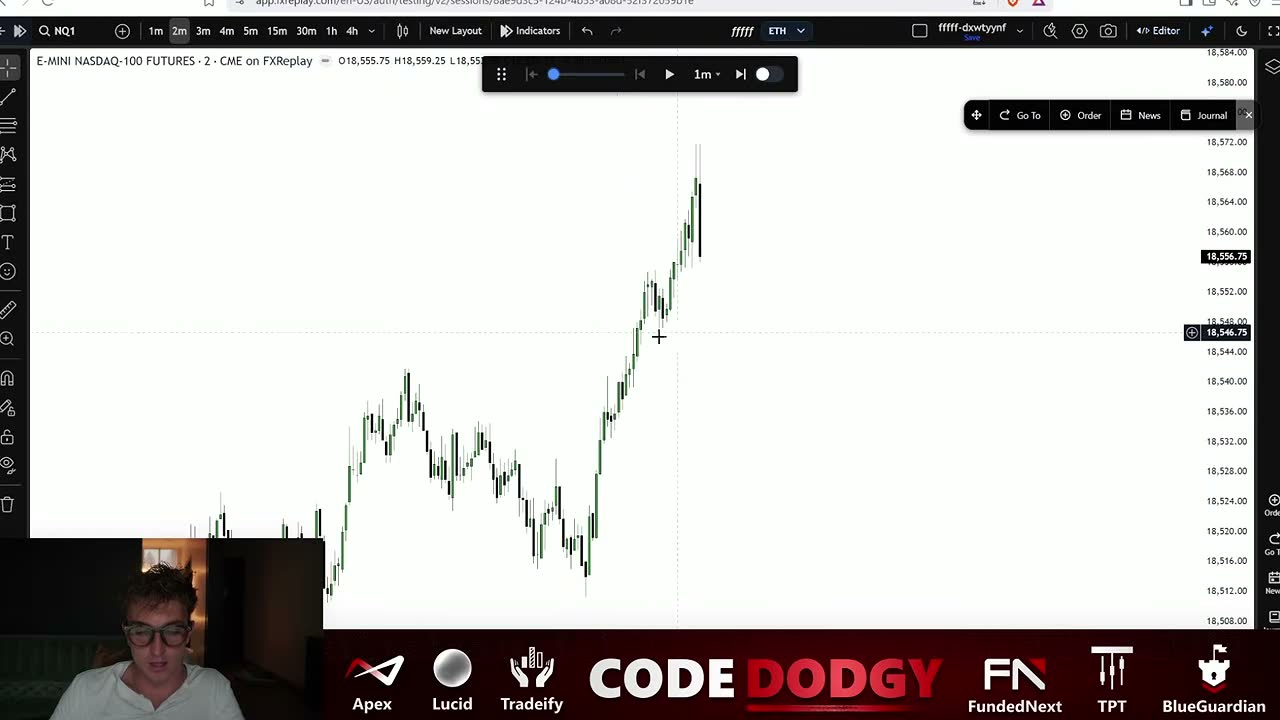 NQ1 1m 2m 3m 4m 5m 15m 30m 1h 4h New Layout Indicators fffff ETH fffff-dxwtyynf Editor
Save
E-MINI NASDAQ-100 FUTURES · 2 · CME on FXReplay O18,555.75 H18,559.25
1m
Go To Order News Journal
18,584.00
18,580.00
18,572.00
18,568.00
18,564.00
18,560.00
18,556.75
18,552.00
18,548.00
18,546.75
18,544.00
18,540.00
18,536.00
18,532.00
18,528.00
18,524.00
18,520.00
18,516.00
18,512.00
18,508.00
CODE DODGY
Apex Lucid Tradeify FundedNext TPT BlueGuardian